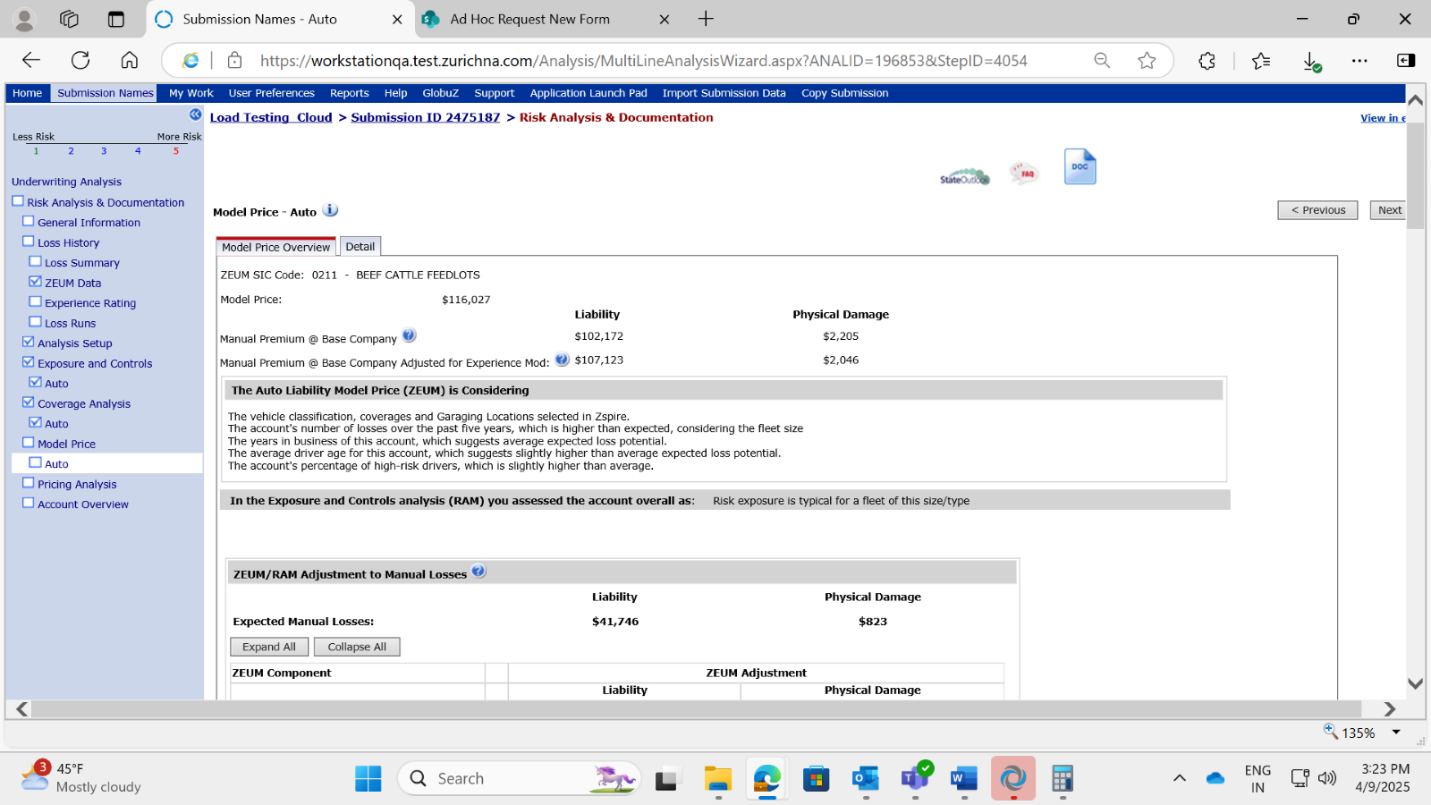 Submission Names - Auto
Ad Hoc Request New Form
https://workstationqa.test.zurichna.com/Analysis/MultiLineAnalysisWizard.aspx?ANALID=196853&StepID=4054
Home Submission Names My Work User Preferences Reports Help GlobuZ Support Application Launch Pad Import Submission Data Copy Submission
Less Risk More Risk
1 2 3 4 5
Underwriting Analysis
Risk Analysis & Documentation
General Information
Loss History
Loss Summary
ZEUM Data
Experience Rating
Loss Runs
Analysis Setup
Exposure and Controls
Auto
Coverage Analysis
Auto
Model Price
Auto
Pricing Analysis
Account Overview
Load Testing Cloud > Submission ID 2475187 > Risk Analysis & Documentation
View in e
StateOutlook
FAQ
DOC
Model Price - Auto
< Previous
Next
Model Price Overview Detail
ZEUM SIC Code: 0211 - BEEF CATTLE FEEDLOTS
Model Price: $116,027
Liability Physical Damage
Manual Premium @ Base Company $102,172 $2,205
Manual Premium @ Base Company Adjusted for Experience Mod: $107,123 $2,046
The Auto Liability Model Price (ZEUM) is Considering
The vehicle classification, coverages and Garaging Locations selected in Zspire.
The account's number of losses over the past five years, which is higher than expected, considering the fleet size
The years in business of this account, which suggests average expected loss potential.
The average driver age for this account, which suggests slightly higher than average expected loss potential.
The account's percentage of high-risk drivers, which is slightly higher than average.
In the Exposure and Controls analysis (RAM) you assessed the account overall as: Risk exposure is typical for a fleet of this size/type
ZEUM/RAM Adjustment to Manual Losses
Liability Physical Damage
Expected Manual Losses: $41,746 $823
Expand All Collapse All
ZEUM Component ZEUM Adjustment
Liability Physical Damage
135%
3
45°F
Mostly cloudy
Search
ENG
IN
3:23 PM
4/9/2025